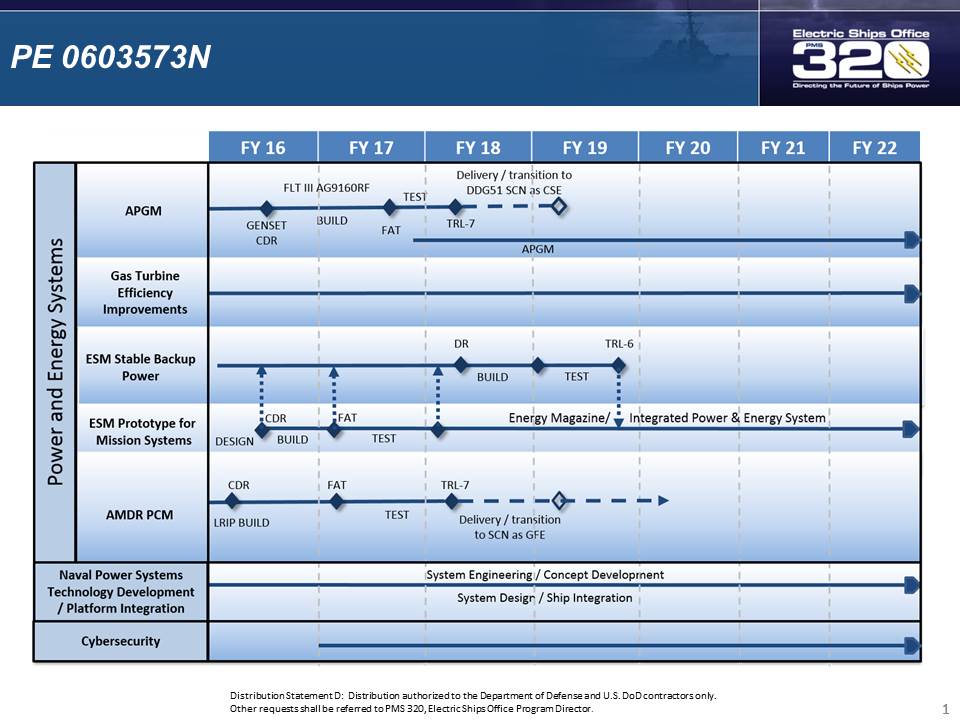 PE 0603573N
Electric Ships Office
PMS
320
Directing the Future of Ships Power
FY 16
FY 17
FY 18
FY 19
FY 20
FY 21
FY 22
Power and Energy Systems
APGM
FLT III AG9160RF
TEST
Delivery / transition to
DDG51 SCN as CSE
GENSET
CDR
BUILD
FAT
TRL-7
APGM
Gas Turbine
Efficiency
Improvements
ESM Stable Backup
Power
DR
TRL-6
BUILD
TEST
ESM Prototype for
Mission Systems
DESIGN
CDR
BUILD
FAT
TEST
Energy Magazine/
Integrated Power & Energy System
AMDR PCM
CDR
FAT
TRL-7
LRIP BUILD
TEST
Delivery / transition
to SCN as GFE
Naval Power Systems
Technology Development
/ Platform Integration
System Engineering / Concept Development
System Design / Ship Integration
Cybersecurity
Distribution Statement D: Distribution authorized to the Department of Defense and U.S. DoD contractors only.
Other requests shall be referred to PMS 320, Electric Ships Office Program Director.
1